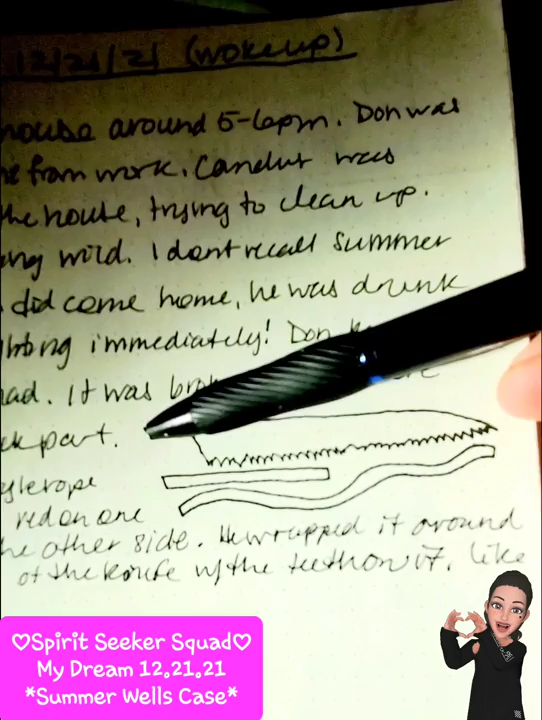 12/21/21 (woke up)
house around 5-6pm. Don was
from work. Candus was
the house, trying to clean up.
wild. I dont recall summer
did come home, he was drunk
immediately! Don
. It was
part.
rope
red on one
other side. He wrapped it around
of the knife w/ the teeth on it. like
♡Spirit Seeker Squad♡
My Dream 12.21.21
*Summer Wells Case*